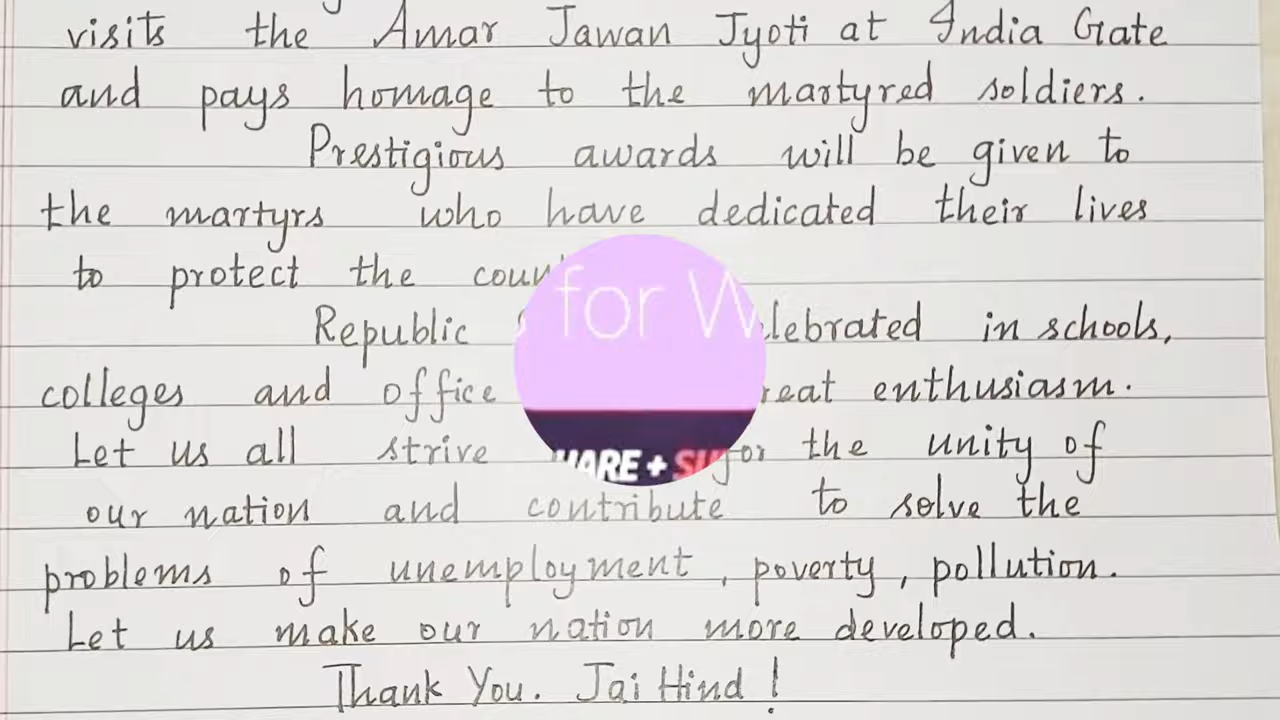 visits the Amar Jawan Jyoti at India Gate
and pays homage to the martyred soldiers.
Prestigious awards will be given to
the martyrs who have dedicated their lives
to protect the
Republic in schools,
colleges and office enthusiasm.
for W
Let us all strive for the unity of
ARE +
our nation and contribute to solve the
problems of unemployment, poverty, pollution.
Let us make our nation more developed.
Thank You. Jai Hind!